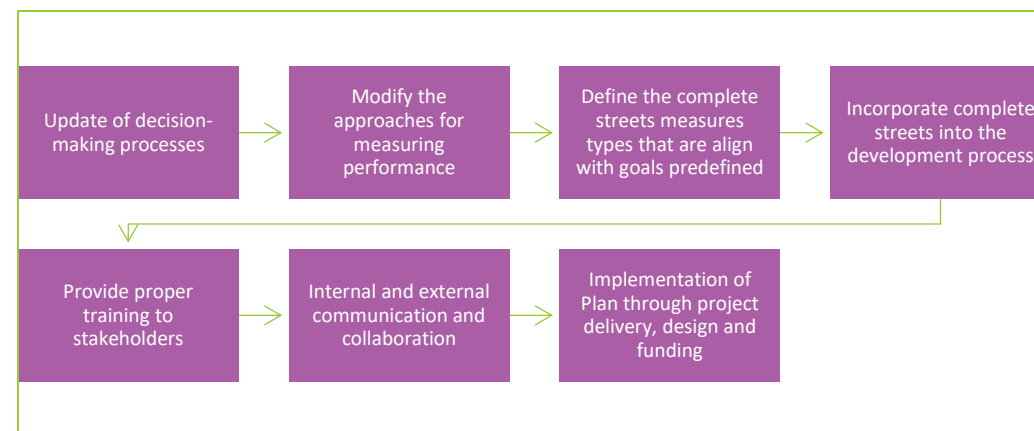 Update of decision-
making processes
Modify the
approaches for
measuring
performance
Define the complete
streets measures
types that are align
with goals predefined
Incorporate complete
streets into the
development process
Provide proper
training to
stakeholders
Internal and external
communication and
collaboration
Implementation of
Plan through project
delivery, design and
funding